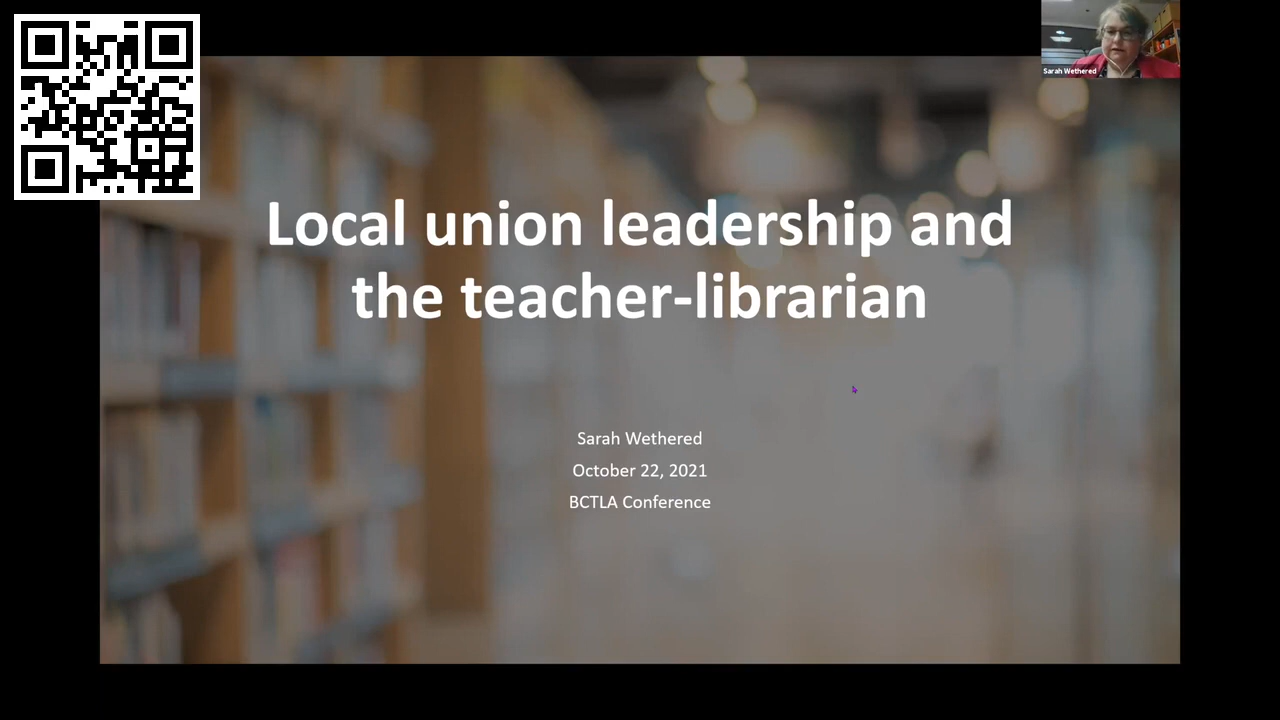 Sarah Wethered
Local union leadership and
the teacher-librarian
Sarah Wethered
October 22, 2021
BCTLA Conference